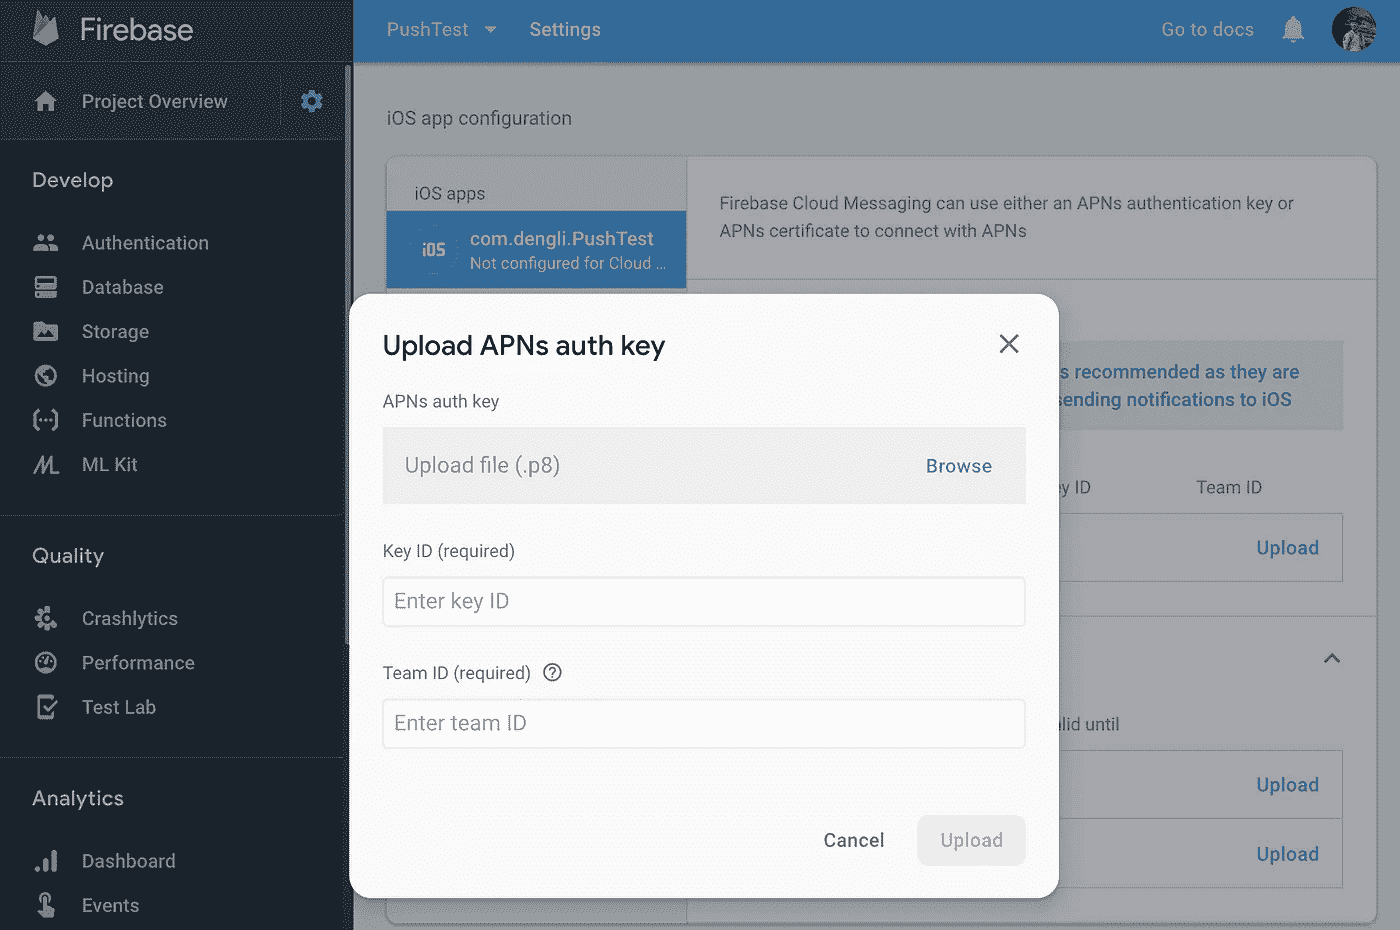 Firebase
PushTest
Settings
Go to docs
Project Overview
Develop
Authentication
Database
Storage
Hosting
Functions
ML Kit
Quality
Crashlytics
Performance
Test Lab
Analytics
Dashboard
Events
iOS app configuration
iOS apps
iOS
com.dengli.PushTest
Not configured for Cloud ...
Firebase Cloud Messaging can use either an APNs authentication key or
APNs certificate to connect with APNs
recommended as they are
sending notifications to iOS
ID
Team ID
Upload
until
Upload
Upload
Upload APNs auth key
APNs auth key
Upload file (.p8)
Browse
Key ID (required)
Enter key ID
Team ID (required)
Enter team ID
Cancel
Upload